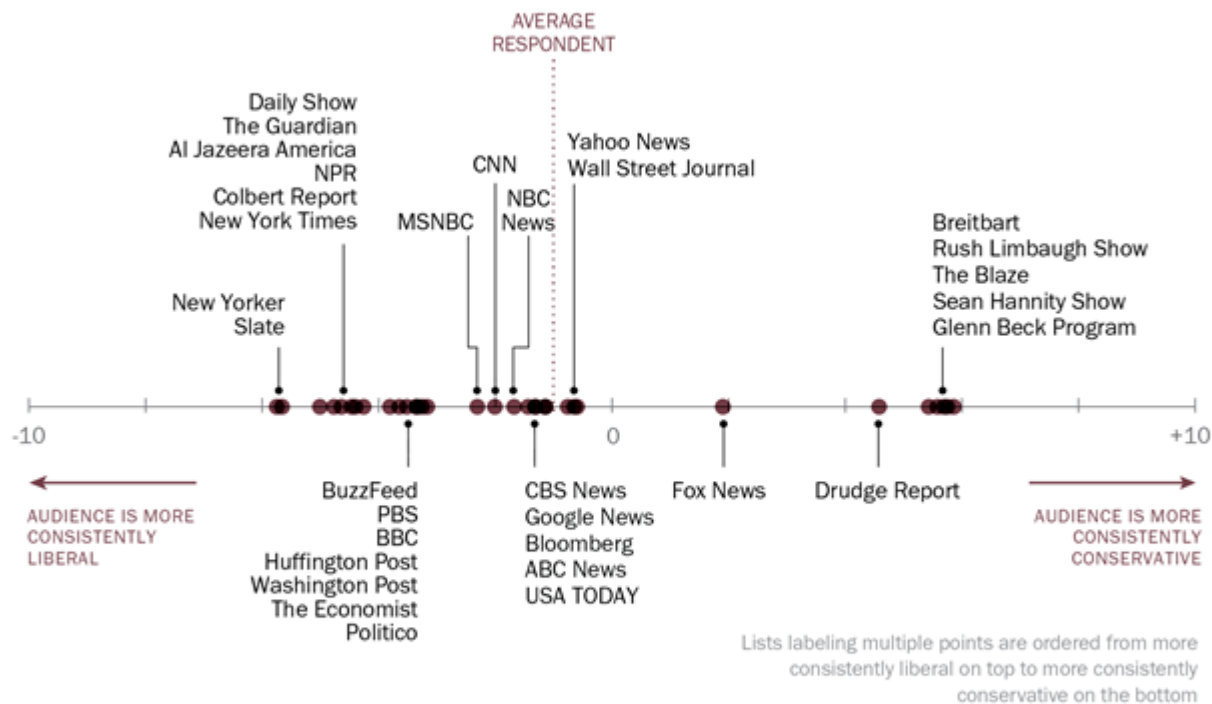 AVERAGE
RESPONDENT
Daily Show
The Guardian
Al Jazeera America
NPR
Colbert Report
New York Times
New Yorker
Slate
MSNBC
CNN
NBC
News
Yahoo News
Wall Street Journal
Breitbart
Rush Limbaugh Show
The Blaze
Sean Hannity Show
Glenn Beck Program
-10
0
+10
BuzzFeed
PBS
BBC
Huffington Post
Washington Post
The Economist
Politico
CBS News
Google News
Bloomberg
ABC News
USA TODAY
Fox News
Drudge Report
AUDIENCE IS MORE
CONSISTENTLY
LIBERAL
AUDIENCE IS MORE
CONSISTENTLY
CONSERVATIVE
Lists labeling multiple points are ordered from more
consistently liberal on top to more consistently
conservative on the bottom